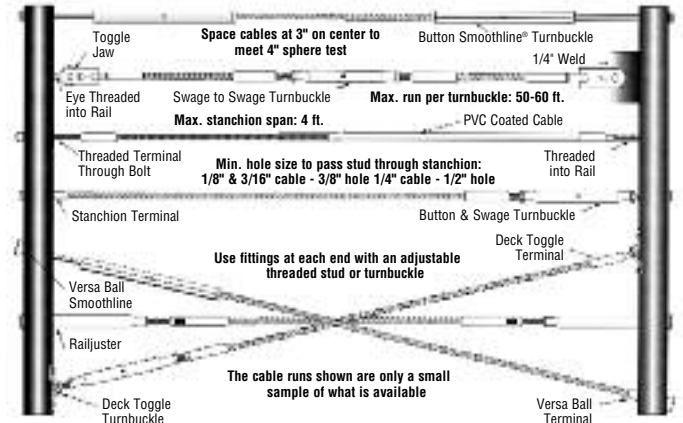 Toggle
Jaw
Space cables at 3" on center to
meet 4" sphere test
Button Smoothline® Turnbuckle
1/4" Weld
Eye Threaded
into Rail
Swage to Swage Turnbuckle
Max. run per turnbuckle: 50-60 ft.
Max. stanchion span: 4 ft.
PVC Coated Cable
Threaded Terminal
Through Bolt
Min. hole size to pass stud through stanchion:
1/8" & 3/16" cable - 3/8" hole 1/4" cable - 1/2" hole
Threaded
into Rail
Stanchion Terminal
Button & Swage Turnbuckle
Use fittings at each end with an adjustable
threaded stud or turnbuckle
Deck Toggle
Terminal
Versa Ball
Smoothline
Railjuster
The cable runs shown are only a small
sample of what is available
Deck Toggle
Turnbuckle
Versa Ball
Terminal